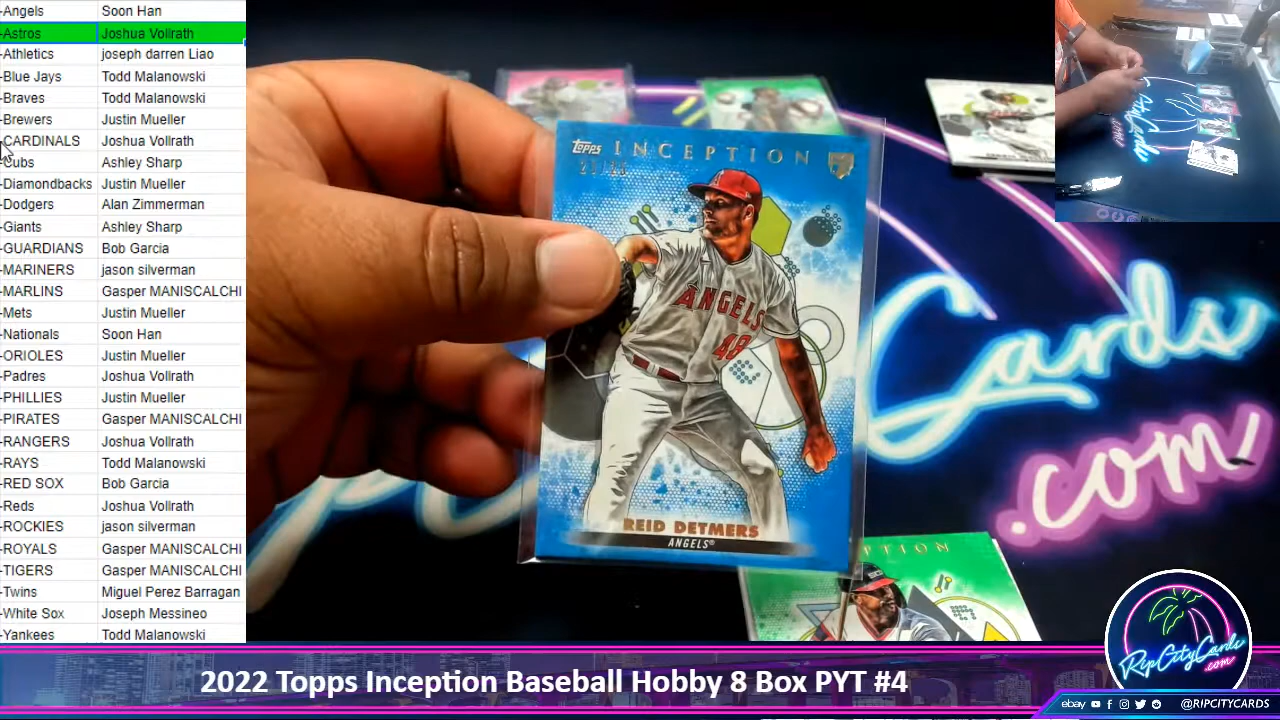 -Angels Soon Han
-Astros Joshua Vollrath
-Athletics joseph darren Liao
-Blue Jays Todd Malanowski
-Braves Todd Malanowski
-Brewers Justin Mueller
-CARDINALS Joshua Vollrath
-Cubs Ashley Sharp
-Diamondbacks Justin Mueller
-Dodgers Alan Zimmerman
-Giants Ashley Sharp
-GUARDIANS Bob Garcia
-MARINERS jason silverman
-MARLINS Gasper MANISCALCHI
-Mets Justin Mueller
-Nationals Soon Han
-ORIOLES Justin Mueller
-Padres Joshua Vollrath
-PHILLIES Justin Mueller
-PIRATES Gasper MANISCALCHI
-RANGERS Joshua Vollrath
-RAYS Todd Malanowski
-RED SOX Bob Garcia
-Reds Joshua Vollrath
-ROCKIES jason silverman
-ROYALS Gasper MANISCALCHI
-TIGERS Gasper MANISCALCHI
-Twins Miguel Perez Barragan
-White Sox Joseph Messineo
-Yankees Todd Malanowski
TOPPS INCEPTION
ANGELS
48
REID DETMERS
ANGELS®
Cards
.com
RipCityCards
.com
2022 Topps Inception Baseball Hobby 8 Box PYT #4
ebay @RIPCITYCARDS